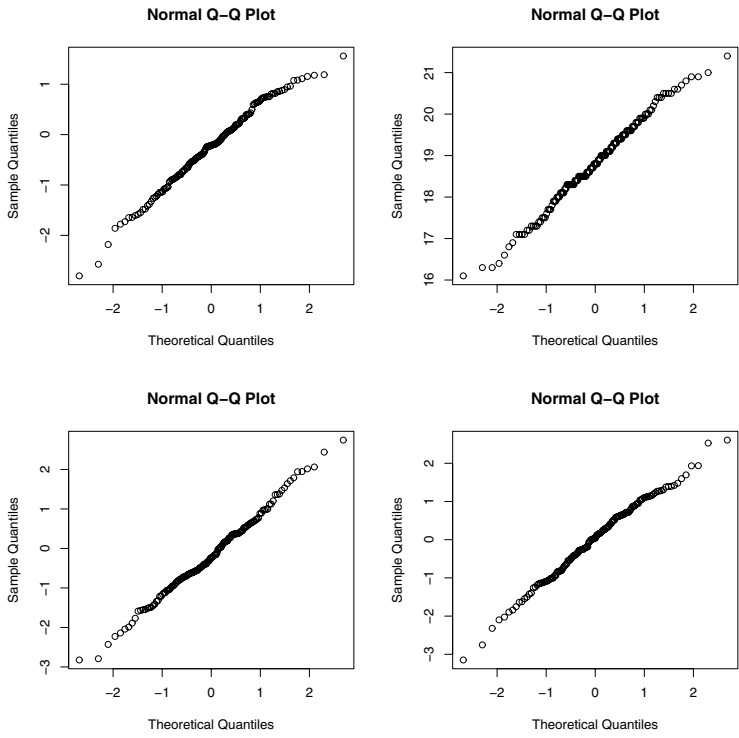 Normal Q−Q Plot
Sample Quantiles
1
0
−1
−2
−2 −1 0 1 2
Theoretical Quantiles
Normal Q−Q Plot
Sample Quantiles
21
20
19
18
17
16
−2 −1 0 1 2
Theoretical Quantiles
Normal Q−Q Plot
Sample Quantiles
2
1
0
−1
−2
−3
−2 −1 0 1 2
Theoretical Quantiles
Normal Q−Q Plot
Sample Quantiles
2
1
0
−1
−2
−3
−2 −1 0 1 2
Theoretical Quantiles